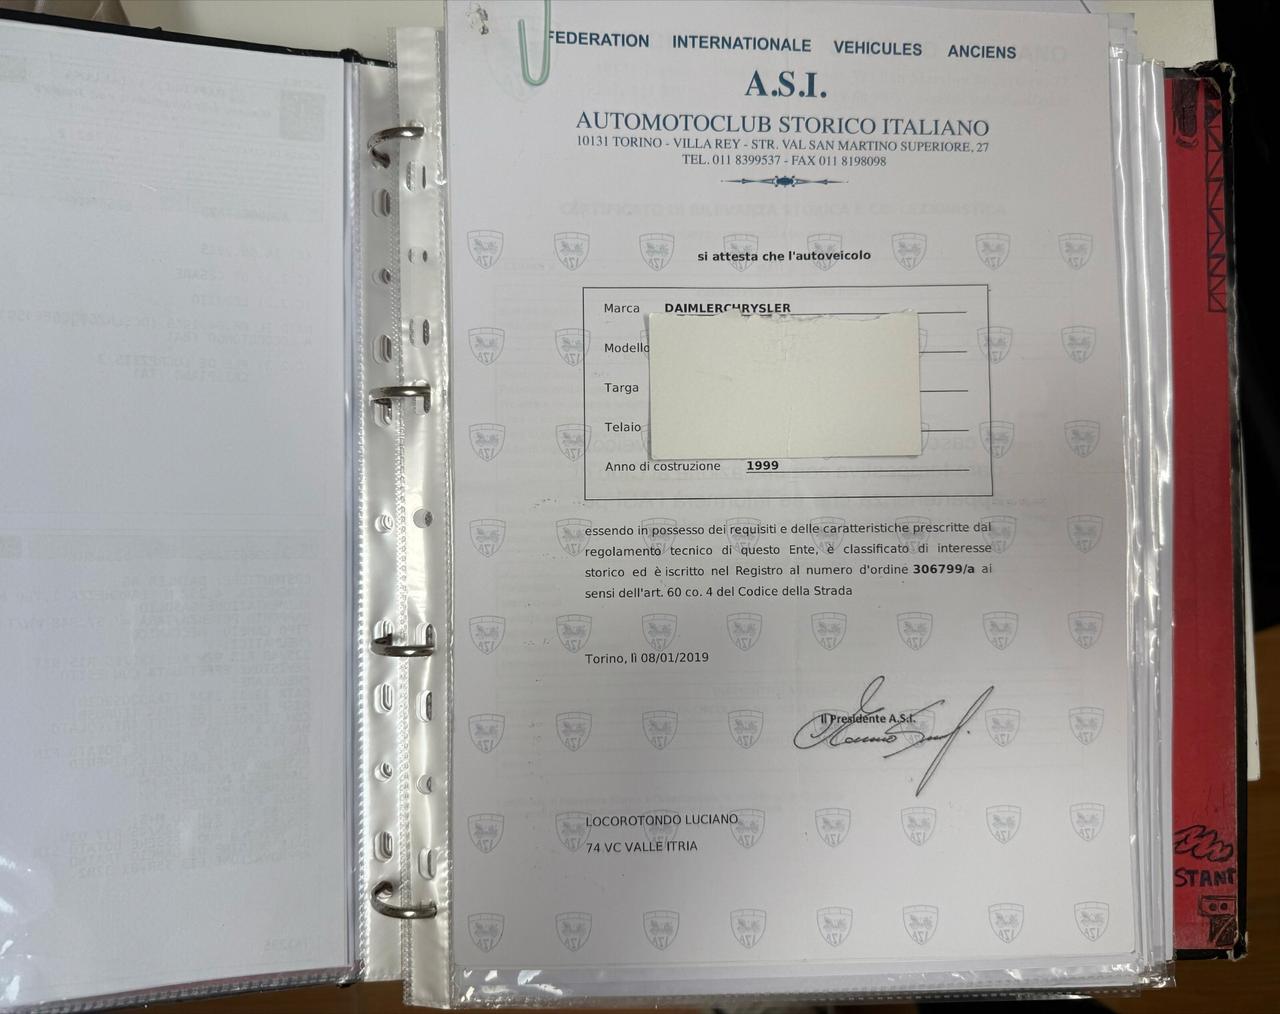 FEDERATION INTERNATIONALE VEHICULES ANCIENS
A.S.I.
AUTOMOTOCLUB STORICO ITALIANO
10131 TORINO - VILLA REY - STR. VAL SAN MARTINO SUPERIORE, 27
TEL. 011 8399537 - FAX 011 8198098
si attesta che l'autoveicolo
Marca DAIMLERCHRYSLER
Modello
Targa
Telaio
Anno di costruzione 1999
essendo in possesso dei requisiti e delle caratteristiche prescritte dal
regolamento tecnico di questo Ente, è classificato di interesse
storico ed è iscritto nel Registro al numero d'ordine 306799/a ai
sensi dell'art. 60 co. 4 del Codice della Strada
Torino, lì 08/01/2019
Il Presidente A.S.I.
LOCOROTONDO LUCIANO
74 VC VALLE ITRIA
STANT